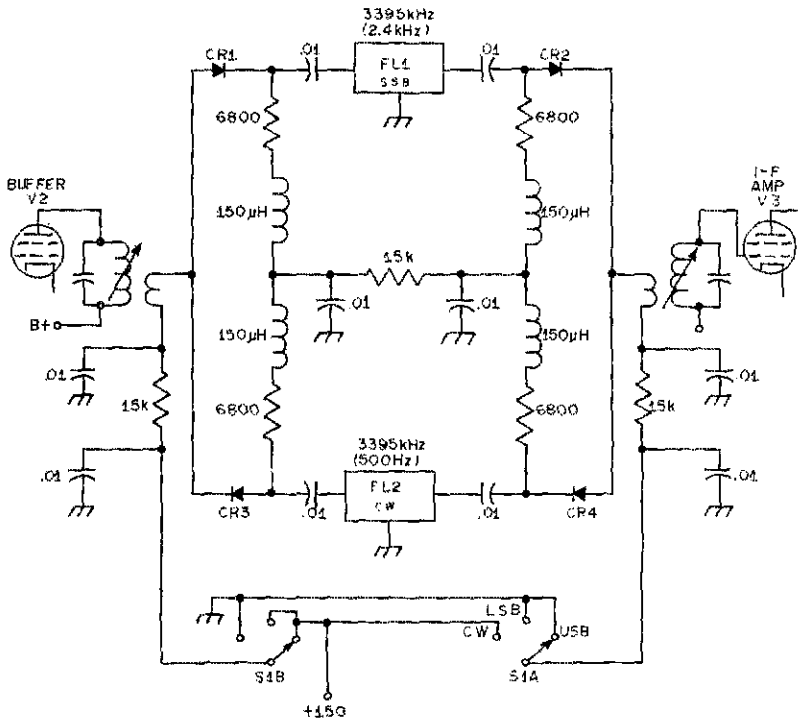 3395kHz
(2.4kHz)
CR1
.01
FL1
SSB
.01
CR2
6800
6800
BUFFER
V2
I-F
AMP
V3
150µH
150µH
15k
.01
.01
B+
150µH
150µH
.01
15k
.01
15k
6800
6800
3395kHz
(500Hz)
.01
.01
CR3
.01
FL2
CW
.01
CR4
LSB
CW
USB
S1B
S1A
+150